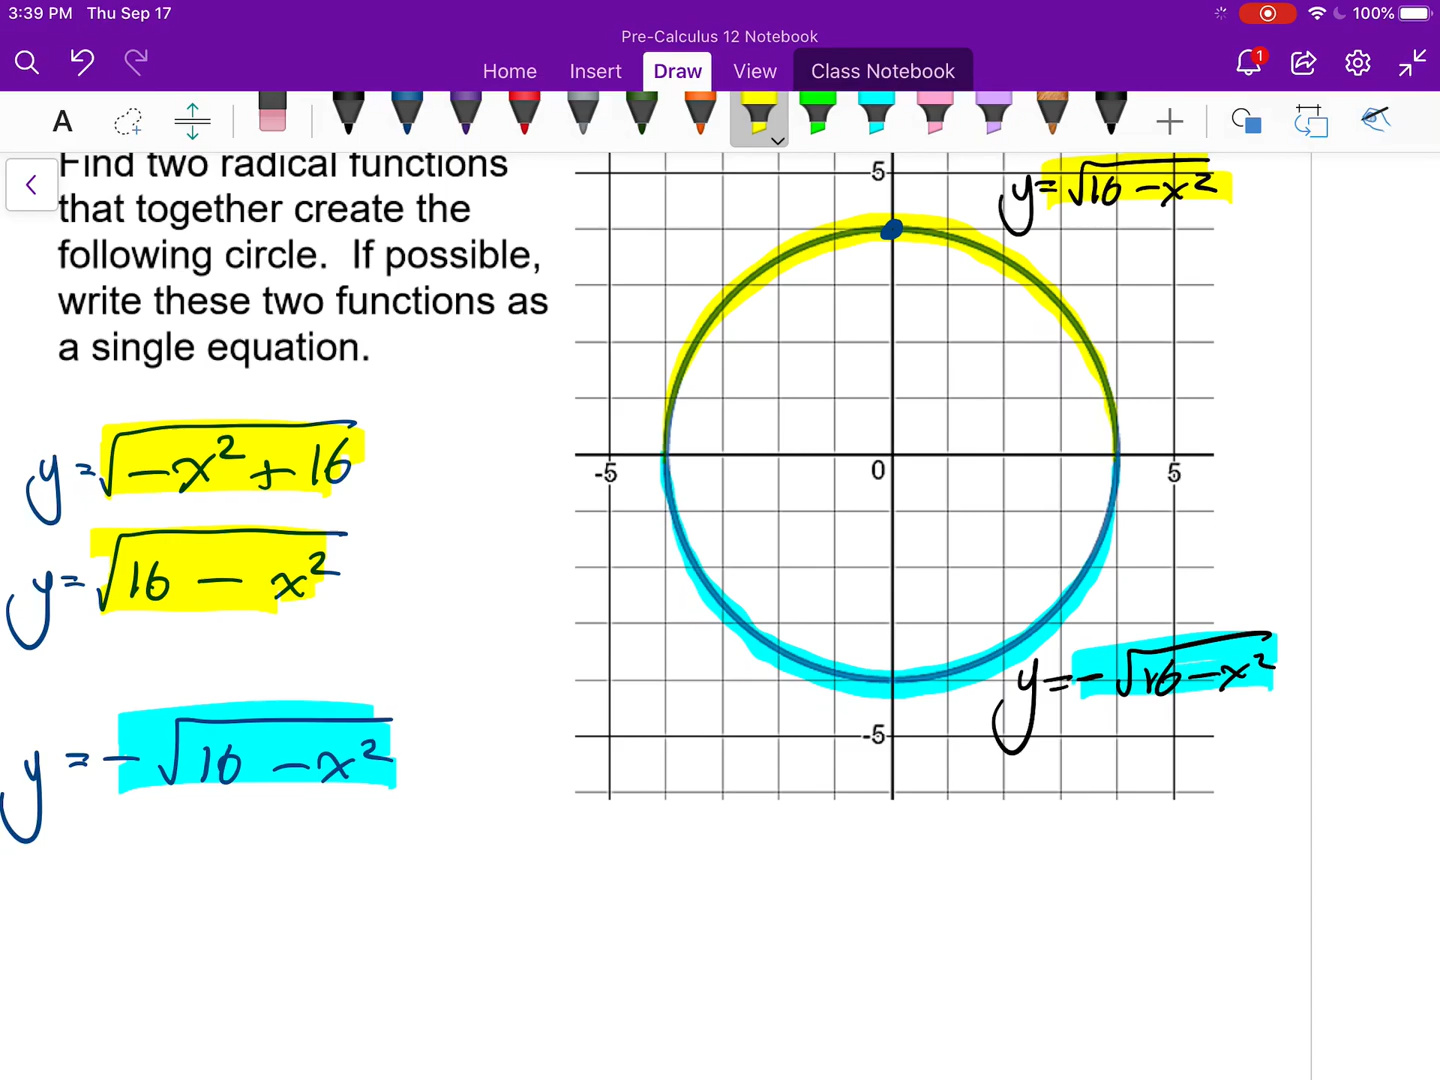 3:39 PM Thu Sep 17
100%
Pre-Calculus 12 Notebook
Home Insert Draw View Class Notebook
1
A
Find two radical functions
that together create the
following circle. If possible,
write these two functions as
a single equation.
y = √(-x² + 16)
y = √(16 - x²)
y = -√(16 - x²)
5
y = √(16 - x²)
-5 0 5
y = -√(16 - x²)
-5